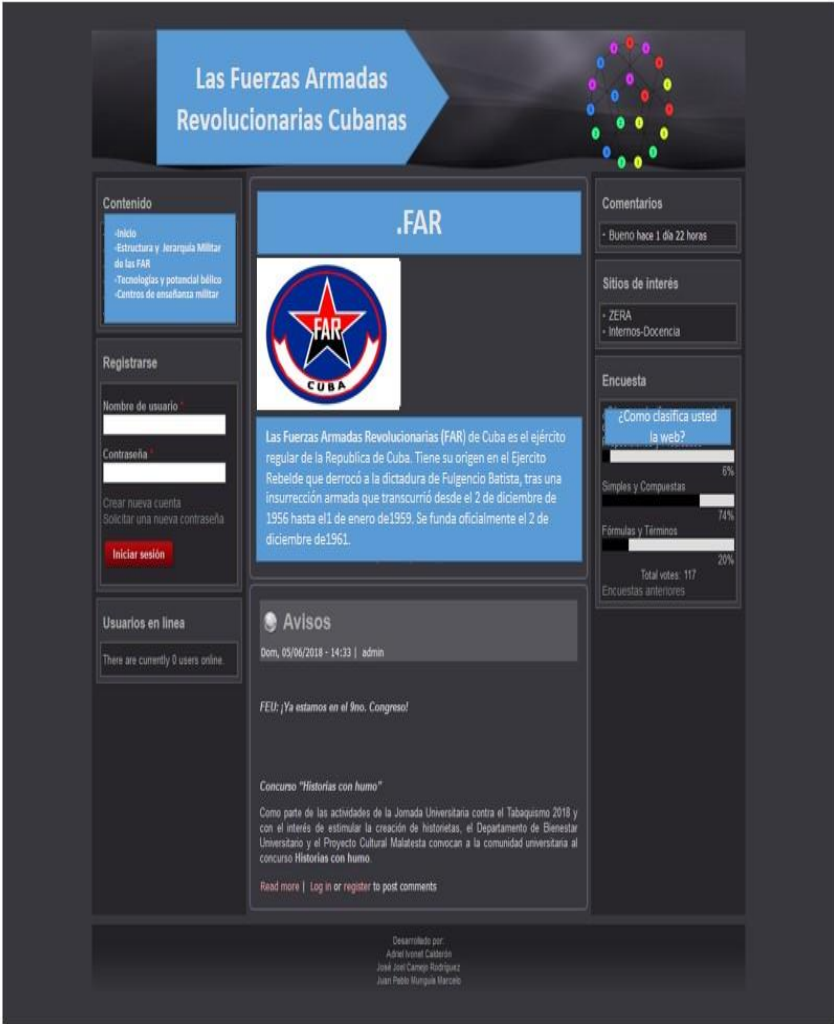 Las Fuerzas Armadas
Revolucionarias Cubanas
Contenido
-Inicio
-Estructura y Jerarquía Militar
de las FAR
-Tecnologías y potencial bélico
-Centros de enseñanza militar
Registrarse
Nombre de usuario *
Contraseña *
Crear nueva cuenta
Solicitar una nueva contraseña
Iniciar sesión
Usuarios en linea
There are currently 0 users online.
.FAR
FAR
CUBA
Las Fuerzas Armadas Revolucionarias (FAR) de Cuba es el ejército
regular de la Republica de Cuba. Tiene su origen en el Ejercito
Rebelde que derrocó a la dictadura de Fulgencio Batista, tras una
insurrección armada que transcurrió desde el 2 de diciembre de
1956 hasta el1 de enero de1959. Se funda oficialmente el 2 de
diciembre de1961.
Avisos
Dom, 05/06/2018 - 14:33 | admin
FEU: ¡Ya estamos en el 9no. Congreso!
Concurso "Historias con humo"
Como parte de las actividades de la Jornada Universitaria contra el Tabaquismo 2018 y
con el interés de estimular la creación de historietas, el Departamento de Bienestar
Universitario y el Proyecto Cultural Malatesta convocan a la comunidad universitaria al
concurso Historias con humo.
Read more | Log in or register to post comments
Comentarios
Bueno hace 1 día 22 horas
Sitios de interés
ZERA
Internos-Docencia
Encuesta
¿Como clasifica usted
la web?
6%
Simples y Compuestas
74%
Fórmulas y Términos
20%
Total votes: 117
Encuestas anteriores
Desarrollado por:
Adriel Ivonet Calderón
José Joel Camejo Rodríguez
Juan Pablo Munguía Marcelo